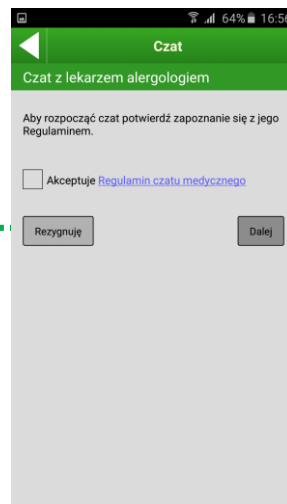 64% 16:56
Czat
Czat z lekarzem alergologiem
Aby rozpocząć czat potwierdź zapoznanie się z jego
Regulaminem.
Akceptuje Regulamin czatu medycznego
Rezygnuję Dalej